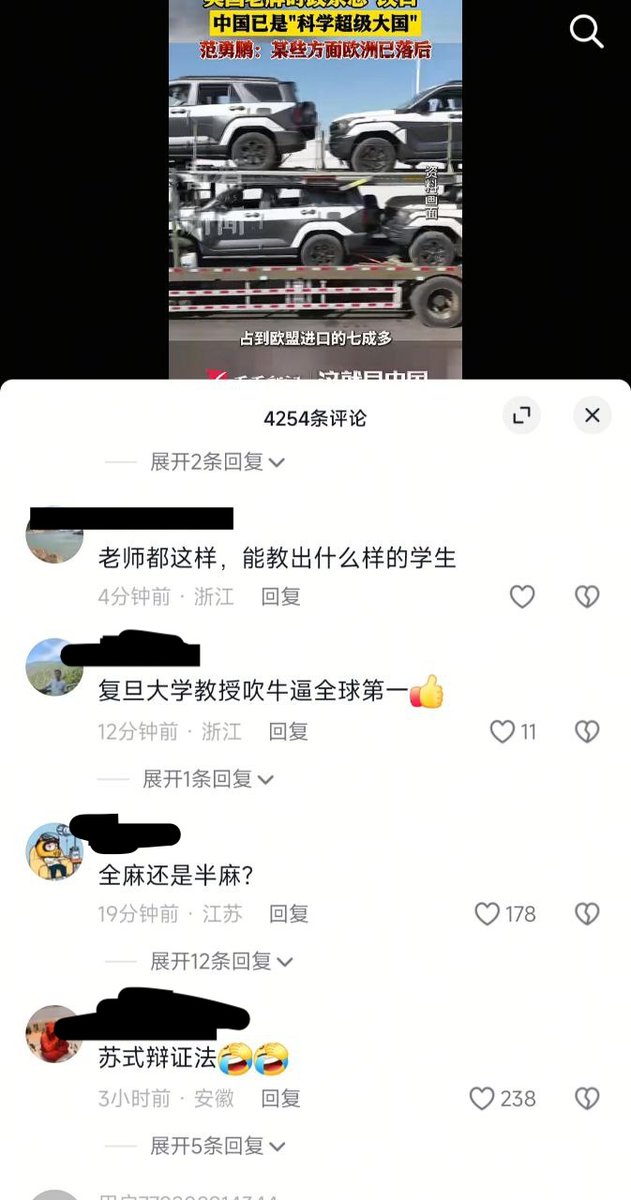 中国已是"科学超级大国"
范勇鹏：某些方面欧洲已落后
资料画面
占到欧盟进口的七成多
这就是中国
4254条评论
展开2条回复
老师都这样，能教出什么样的学生
4分钟前 · 浙江 回复
复旦大学教授吹牛逼全球第一👍
12分钟前 · 浙江 回复 11
展开1条回复
全麻还是半麻？
19分钟前 · 江苏 回复 178
展开12条回复
苏式辩证法🤣🤣
3小时前 · 安徽 回复 238
展开5条回复